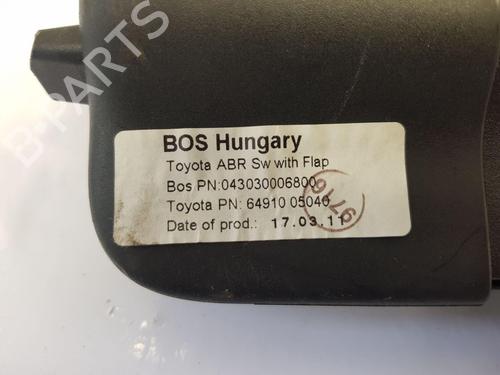 B-PARTS
BOS Hungary
Toyota ABR Sw with Flap
Bos PN:043030006800
Toyota PN: 64910 05040
Date of prod.: 17.03.11
9716